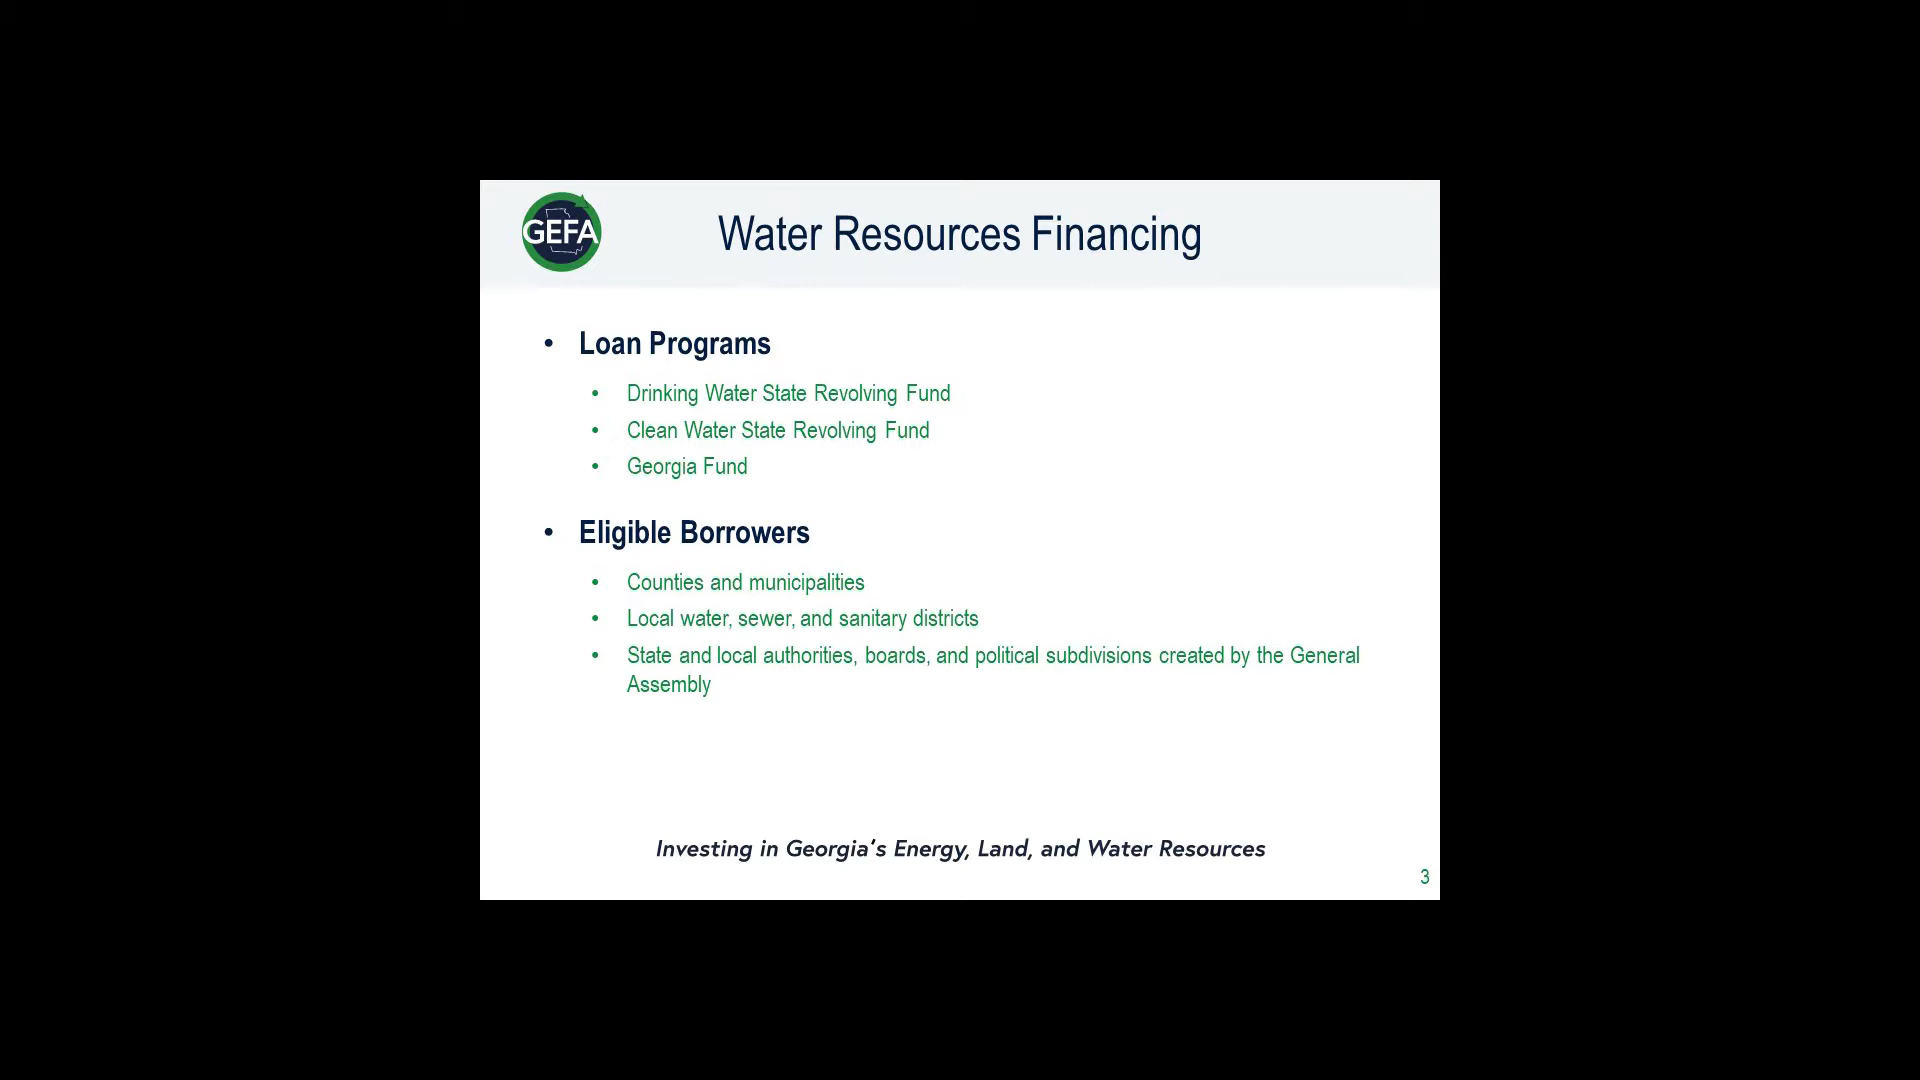 GEFA
Water Resources Financing
• Loan Programs
• Drinking Water State Revolving Fund
• Clean Water State Revolving Fund
• Georgia Fund
• Eligible Borrowers
• Counties and municipalities
• Local water, sewer, and sanitary districts
• State and local authorities, boards, and political subdivisions created by the General
Assembly
Investing in Georgia's Energy, Land, and Water Resources
3